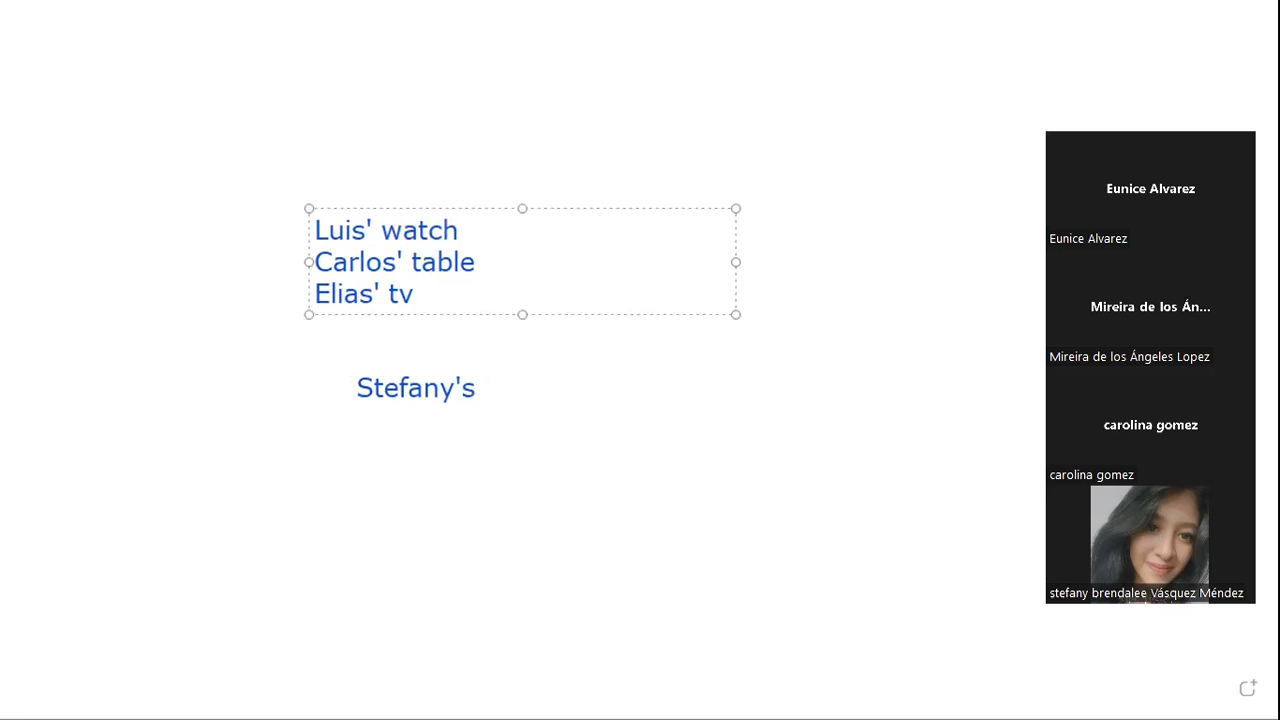 Luis' watch
Carlos' table
Elias' tv
Stefany's
Eunice Alvarez
Eunice Alvarez
Mireira de los Án...
Mireira de los Ángeles Lopez
carolina gomez
carolina gomez
stefany brendalee Vásquez Méndez